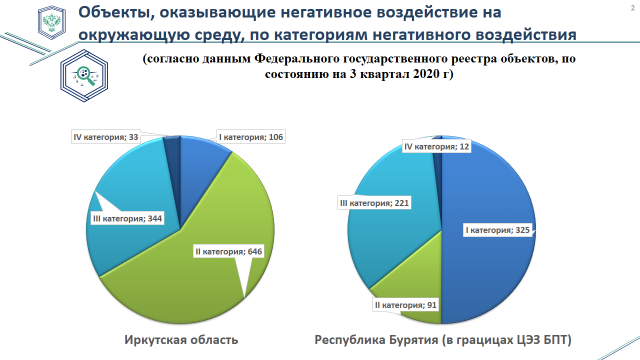 Объекты, оказывающие негативное воздействие на
окружающую среду, по категориям негативного воздействия
2
(согласно данным Федерального государственного реестра объектов, по
состоянию на 3 квартал 2020 г)
IV категория; 33
I категория; 106
III категория; 344
II категория; 646
Иркутская область
IV категория; 12
III категория; 221
I категория; 325
II категория; 91
Республика Бурятия (в грацицах ЦЭЗ БПТ)